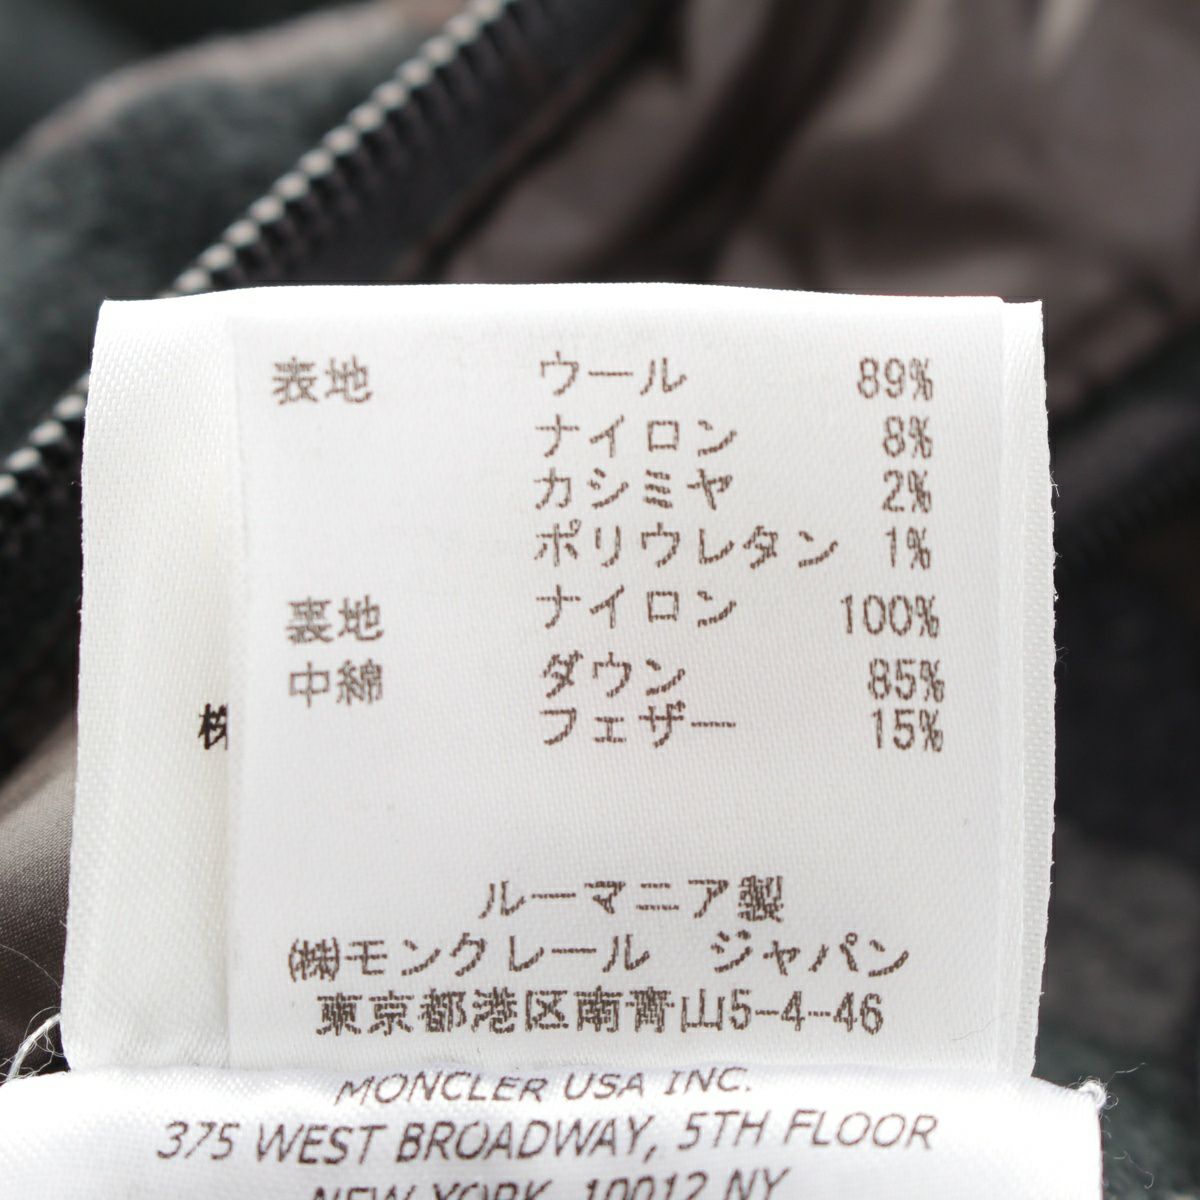 表地 ウール 89%
ナイロン 8%
カシミヤ 2%
ポリウレタン 1%
裏地 ナイロン 100%
中綿 ダウン 85%
フェザー 15%
ルーマニア製
㈱モンクレール ジャパン
東京都港区南青山5-4-46
MONCLER USA INC.
375 WEST BROADWAY, 5TH FLOOR
NEW YORK, 10012 NY